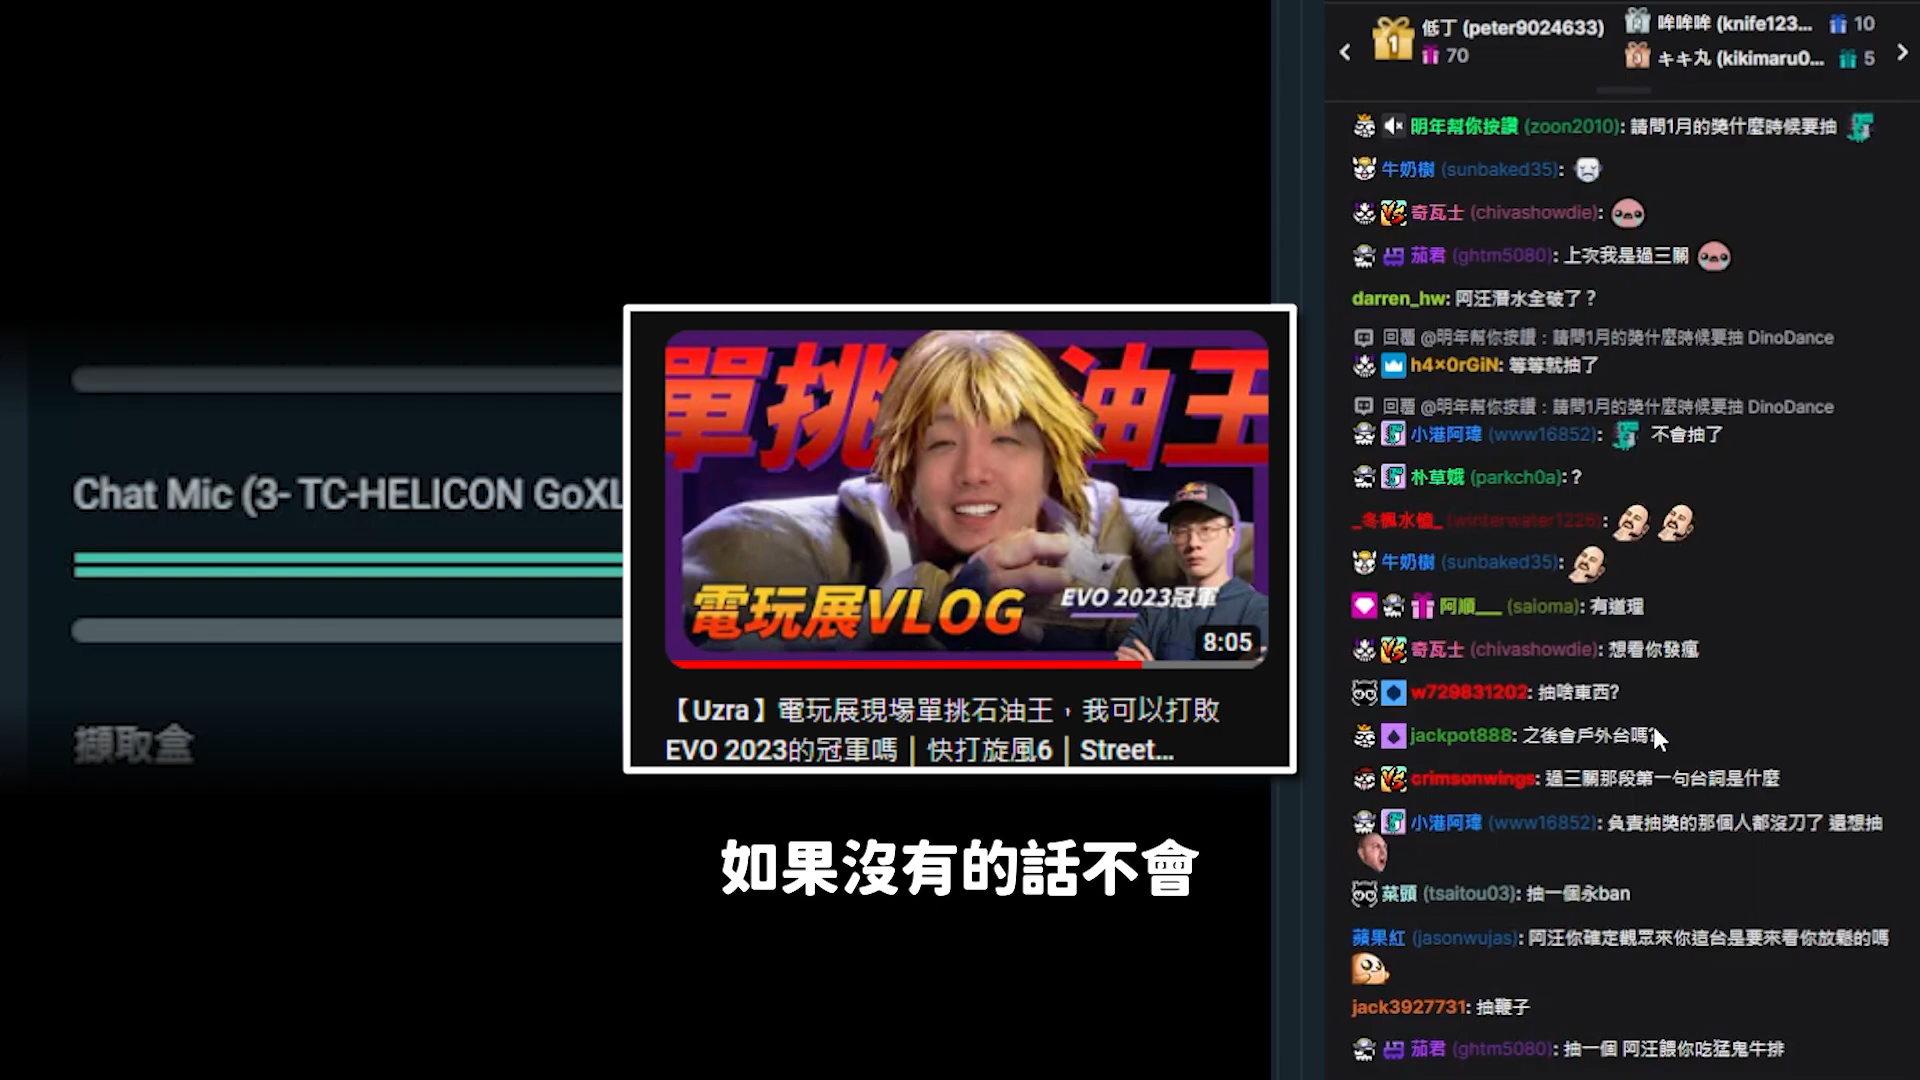 Chat Mic (3- TC-HELICON GoXL
擷取盒
單挑 油王
電玩展VLOG
EVO 2023冠軍
8:05
【Uzra】電玩展現場單挑石油王，我可以打敗
EVO 2023的冠軍嗎｜快打旋風6｜Street...
如果沒有的話不會
1
低丁 (peter9024633)
70
2
哞哞哞 (knife123... 10
3
キキ丸 (kikimaru0... 5
明年幫你按讚 (zoon2010): 請問1月的獎什麼時候要抽
牛奶樹 (sunbaked35):
奇瓦士 (chivashowdie):
茄君 (ghtm5080): 上次我是過三關
darren_hw: 阿汪潛水全破了？
回覆 @明年幫你按讚：請問1月的獎什麼時候要抽 DinoDance
h4x0rGiN: 等等就抽了
回覆 @明年幫你按讚：請問1月的獎什麼時候要抽 DinoDance
小港阿瑋 (www16852): 不會抽了
朴草娥 (parkch0a): ?
(winterwater1226):
牛奶樹 (sunbaked35):
阿順___ (saioma): 有道理
奇瓦士 (chivashowdie): 想看你發瘋
w729831202: 抽啥東西?
jackpot888: 之後會戶外台嗎?
crimsonwings: 過三關那段第一句台詞是什麼
小港阿瑋 (www16852): 負責抽獎的那個人都沒刀了 還想抽
菜頭 (tsaitou03): 抽一個永ban
蘋果紅 (jasonwujas): 阿汪你確定觀眾來你這台是要來看你放鬆的嗎
jack3927731: 抽鞭子
茄君 (ghtm5080): 抽一個 阿汪餵你吃猛鬼牛排